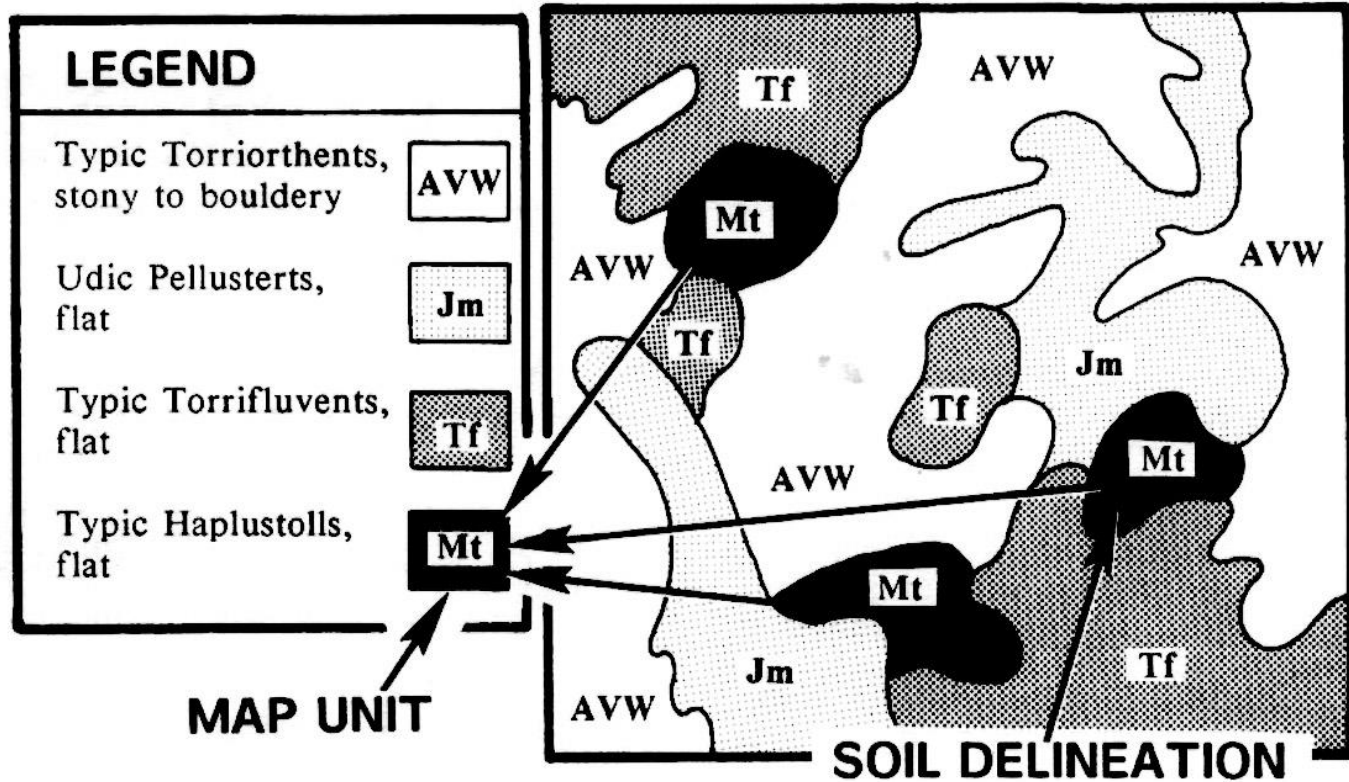 LEGEND
Typic Torriorthents,
stony to bouldery
AVW
Udic Pellusterts,
flat
Jm
Typic Torrifluvents,
flat
Tf
Typic Haplustolls,
flat
Mt
MAP UNIT
AVW
Tf
Mt
AVW
AVW
Tf
Jm
Tf
Mt
AVW
Mt
Jm
Tf
AVW
SOIL DELINEATION